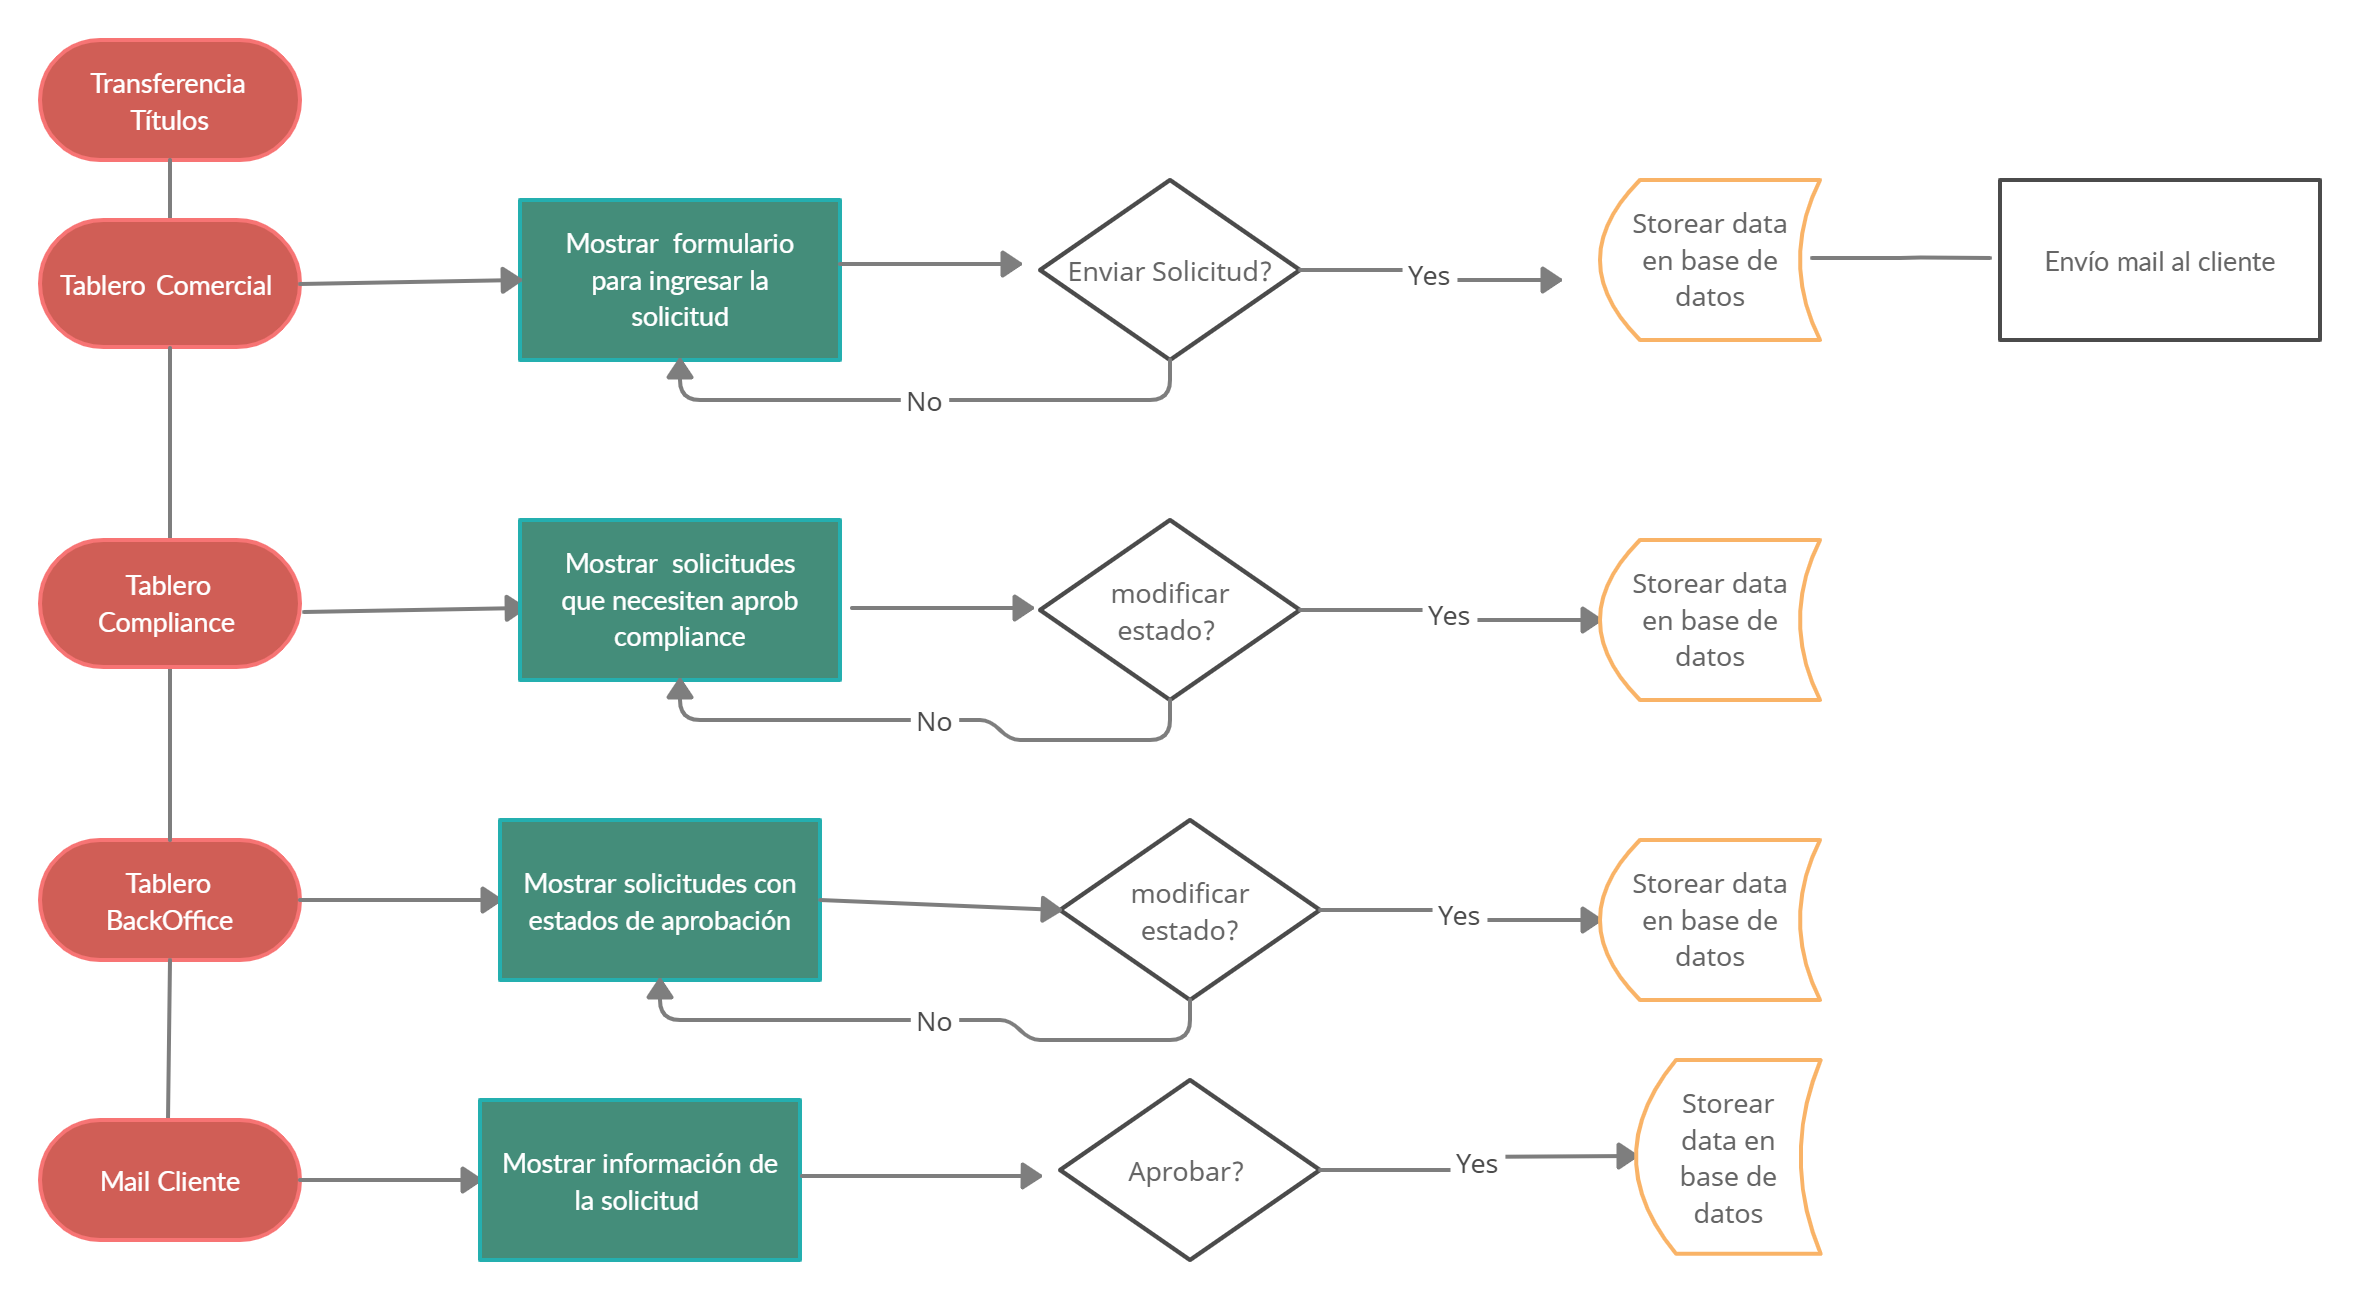 Transferencia
Títulos
Tablero Comercial
Mostrar formulario
para ingresar la
solicitud
Enviar Solicitud?
Yes
No
Storear data
en base de
datos
Envío mail al cliente
Tablero
Compliance
Mostrar solicitudes
que necesiten aprob
compliance
modificar
estado?
Yes
No
Storear data
en base de
datos
Tablero
BackOffice
Mostrar solicitudes con
estados de aprobación
modificar
estado?
Yes
No
Storear data
en base de
datos
Mail Cliente
Mostrar información de
la solicitud
Aprobar?
Yes
Storear
data en
base de
datos